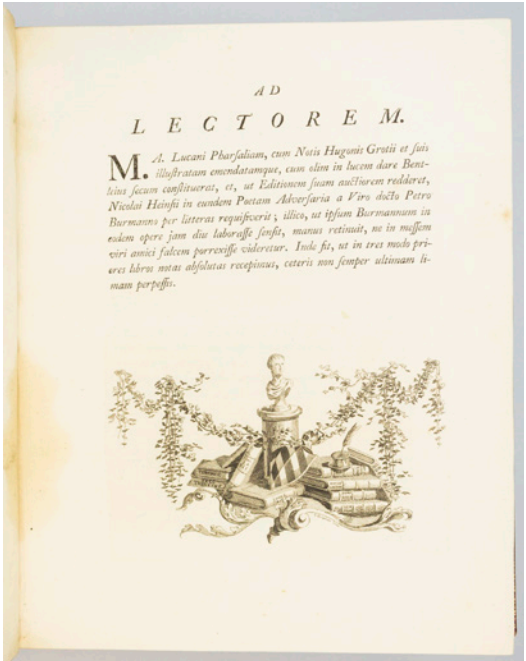 AD
LECTOREM.
M. A. Lucani Pharſaliam, cum Notis Hugonis Grotii et ſuis
illuſtratam emendatamque, cum olim in lucem dare Bent-
leius ſecum conſtituerat, et, ut Editionem ſuam auctiorem redderet,
Nicolai Heinſii in eundem Poetam Adverſaria a Viro docto Petro
Burmanno per litteras requiſiverit; illico, ut ipſum Burmannum in
eodem opere jam diu laboraſſe ſenſit, manus retinuit, ne in meſſem
viri amici falcem porrexiſſe videretur. Inde fit, ut in tres modo pri-
ores libros notas abſolutas recepimus, ceteris non ſemper ultimam li-
mam perpeſſis.